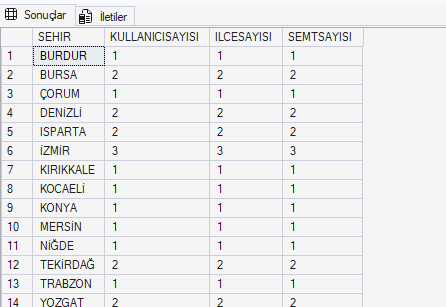 Sonuçlar İletiler
SEHIR KULLANICISAYISI ILCESAYISI SEMTSAYISI
1 BURDUR 1 1 1
2 BURSA 2 2 2
3 ÇORUM 1 1 1
4 DENİZLİ 2 2 2
5 ISPARTA 2 2 2
6 İZMİR 3 3 3
7 KIRIKKALE 1 1 1
8 KOCAELİ 1 1 1
9 KONYA 1 1 1
10 MERSİN 1 1 1
11 NİĞDE 1 1 1
12 TEKİRDAĞ 2 2 2
13 TRABZON 1 1 1
14 YOZGAT 2 2 2